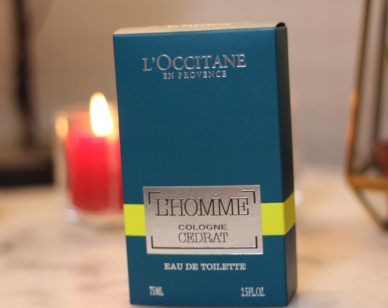 L'OCCITANE
EN PROVENCE
L'HOMME
COLOGNE
CEDRAT
EAU DE TOILETTE
75ML 2.5FL.OZ.